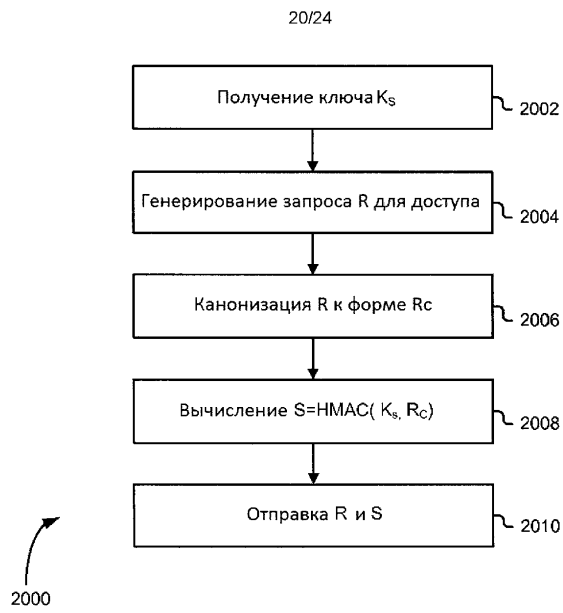 20/24
Получение ключа Ks
2002
Генерирование запроса R для доступа
2004
Канонизация R к форме Rc
2006
Вычисление S=HMAC( Ks, Rc)
2008
Отправка R и S
2010
2000